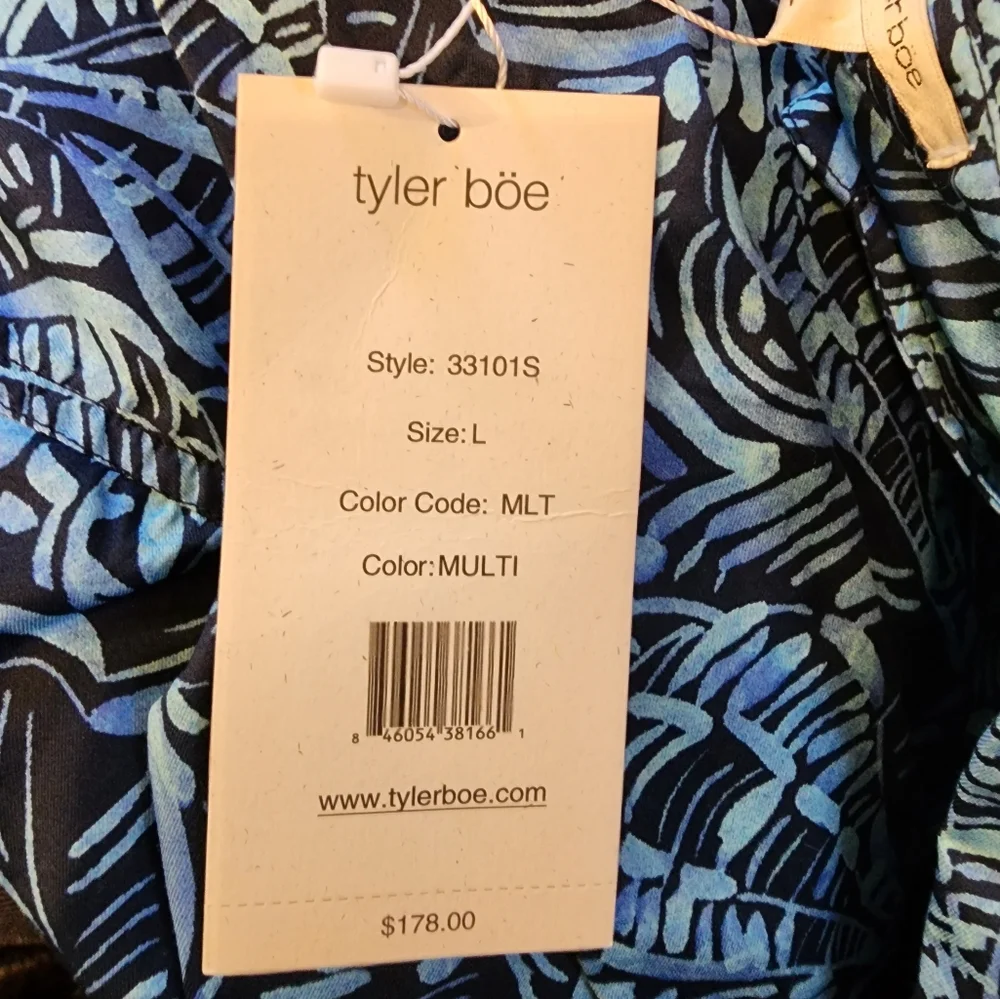 r böe
tyler böe
Style: 33101S
Size: L
Color Code: MLT
Color:MULTI
8 46054 38166 1
www.tylerboe.com
$178.00